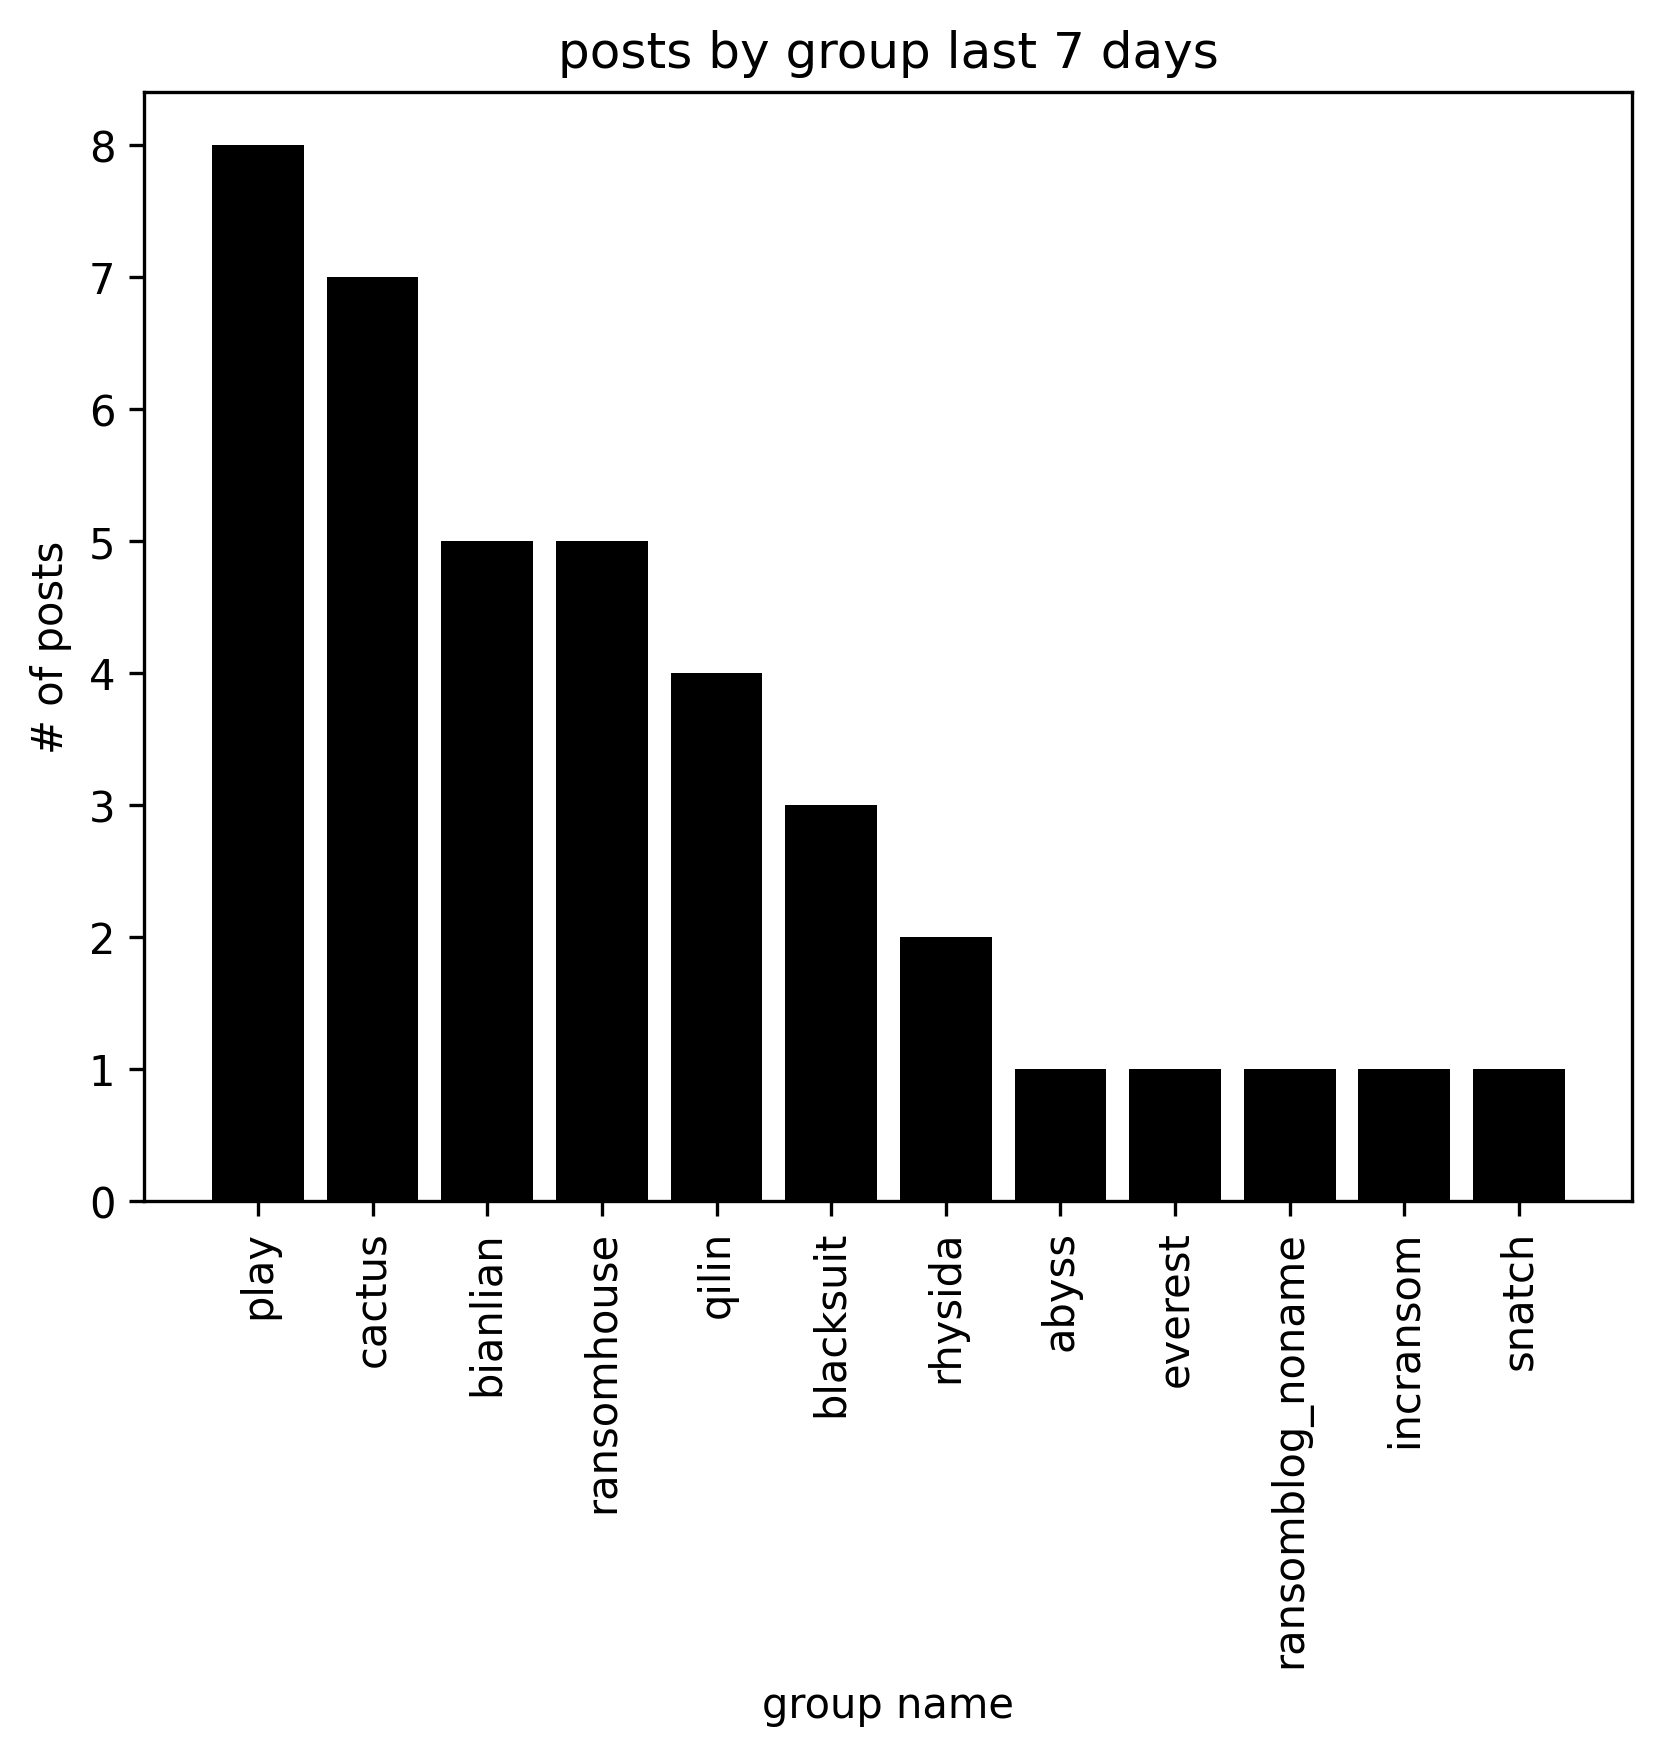 posts by group last 7 days
# of posts
8
7
6
5
4
3
2
1
0
play
cactus
bianlian
ransomhouse
qilin
blacksuit
rhysida
abyss
everest
ransomblog_noname
incransom
snatch
group name